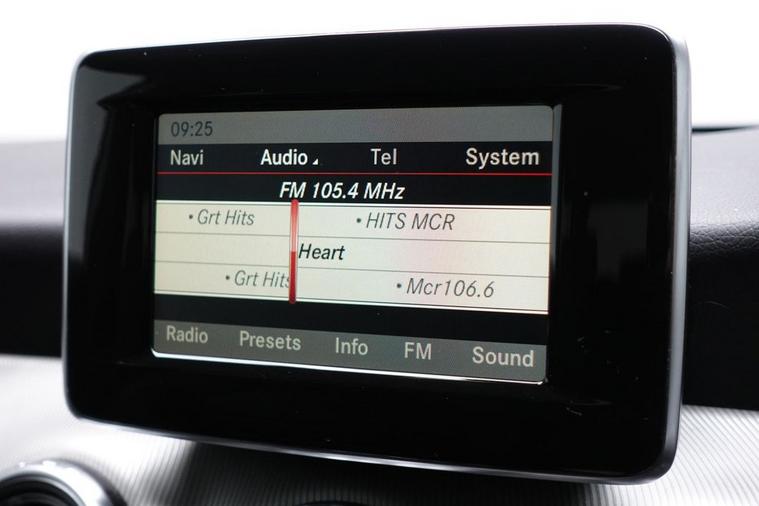 09:25
Navi Audio Tel System
FM 105.4 MHz
• Grt Hits • HITS MCR
Heart
• Grt Hits • Mcr106.6
Radio Presets Info FM Sound